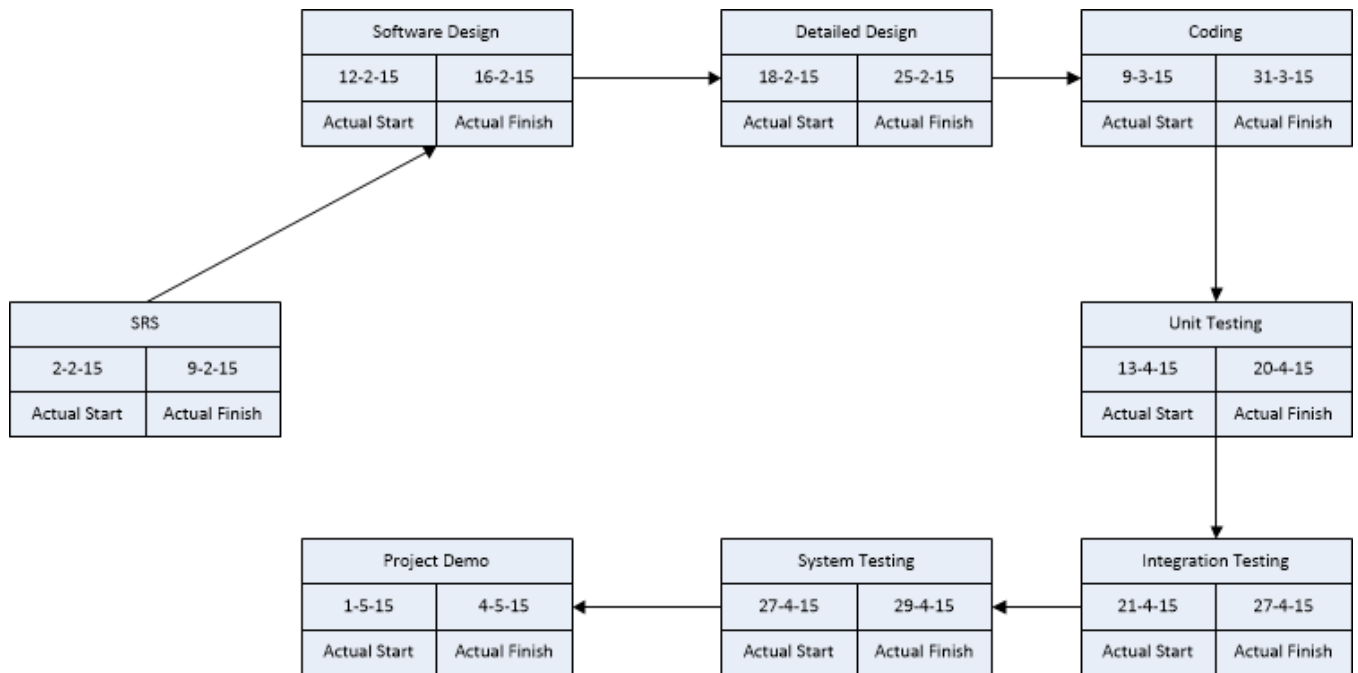 Software Design
12-2-15 16-2-15
Actual Start Actual Finish
Detailed Design
18-2-15 25-2-15
Actual Start Actual Finish
Coding
9-3-15 31-3-15
Actual Start Actual Finish
SRS
2-2-15 9-2-15
Actual Start Actual Finish
Unit Testing
13-4-15 20-4-15
Actual Start Actual Finish
Project Demo
1-5-15 4-5-15
Actual Start Actual Finish
System Testing
27-4-15 29-4-15
Actual Start Actual Finish
Integration Testing
21-4-15 27-4-15
Actual Start Actual Finish